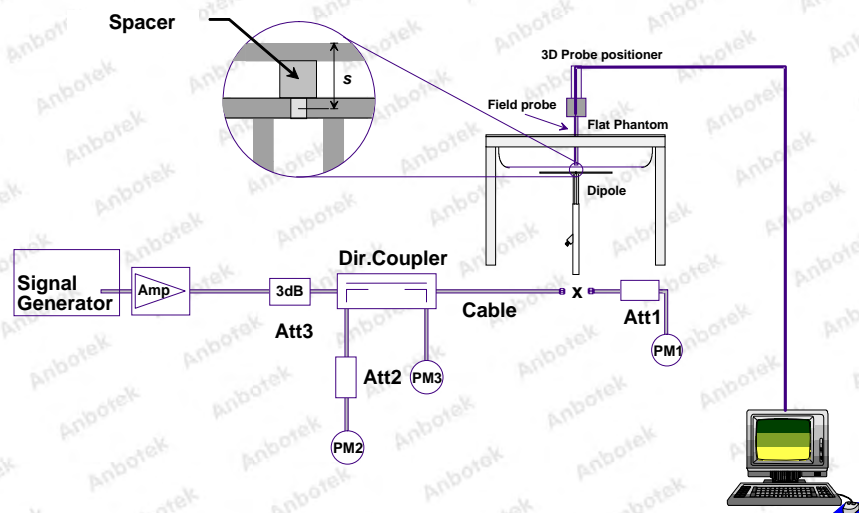 Spacer
s
3D Probe positioner
Field probe
Flat Phantom
Dipole
Dir.Coupler
Signal
Generator
Amp
3dB
Cable
x
Att3
Att1
PM1
Att2
PM3
PM2
Anbotek